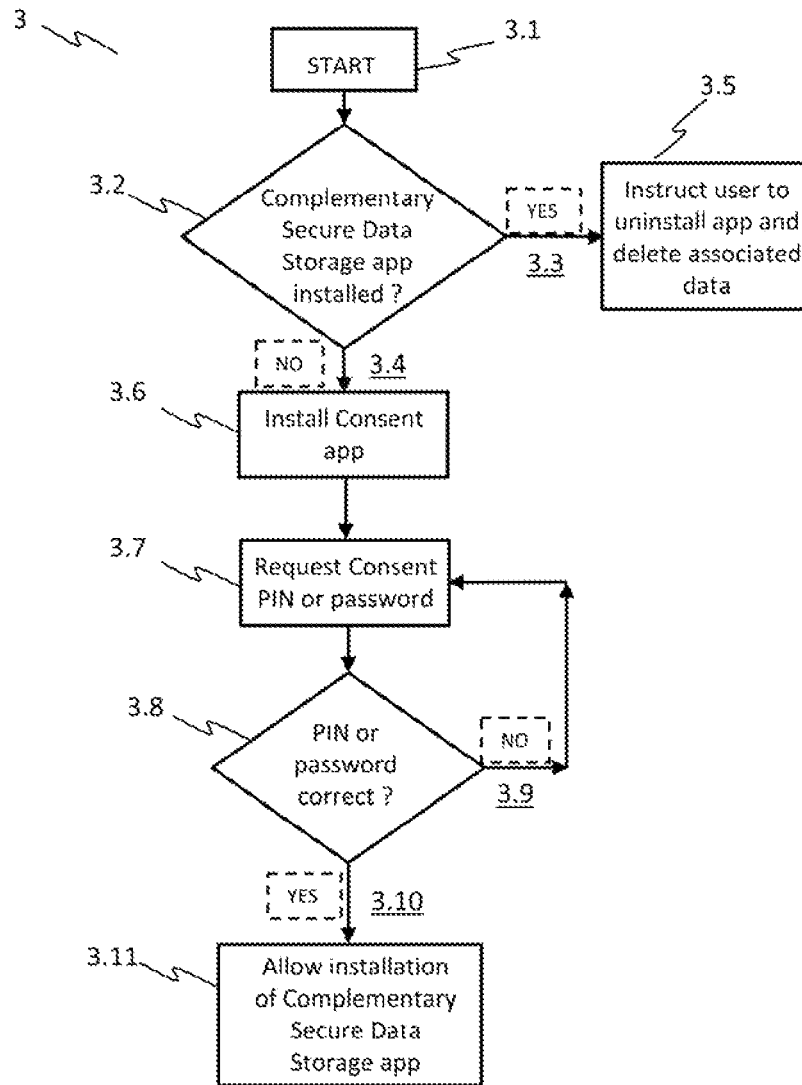 3
3.1
START
3.5
3.2
Complementary
Secure Data
Storage app
installed ?
YES
3.3
Instruct user to
uninstall app and
delete associated
data
NO
3.4
3.6
Install Consent
app
3.7
Request Consent
PIN or password
3.8
PIN or
password
correct ?
NO
3.9
YES
3.10
3.11
Allow installation
of Complementary
Secure Data
Storage app